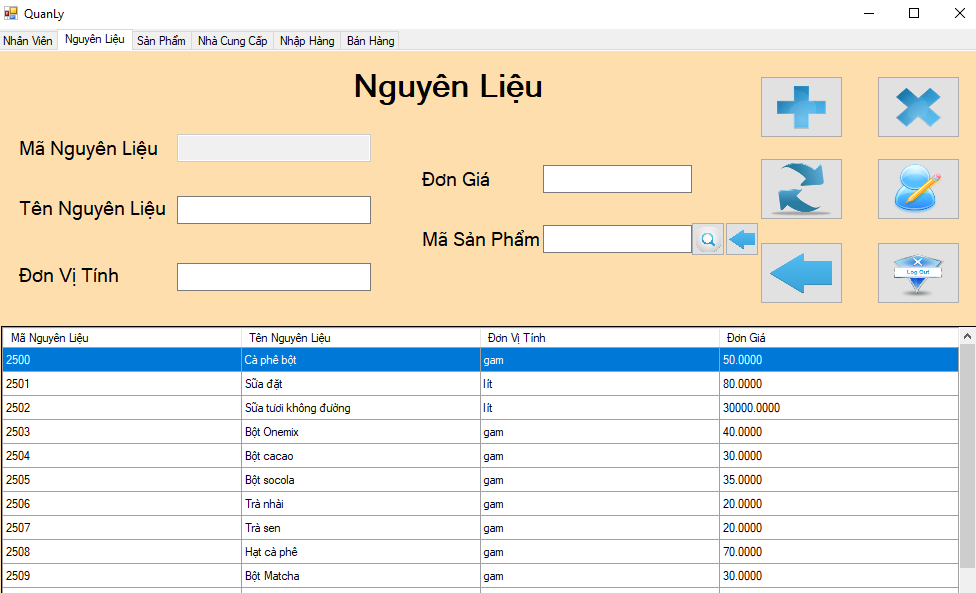 QuanLy
Nhân Viên Nguyên Liệu Sản Phẩm Nhà Cung Cấp Nhập Hàng Bán Hàng
Nguyên Liệu
Mã Nguyên Liệu
Đơn Giá
Tên Nguyên Liệu
Mã Sản Phẩm
Đơn Vị Tính
Log Out
Mã Nguyên Liệu Tên Nguyên Liệu Đơn Vị Tính Đơn Giá
2500 Cà phê bột gam 50.0000
2501 Sữa đặt lít 80.0000
2502 Sữa tươi không đường lít 30000.0000
2503 Bột Onemix gam 40.0000
2504 Bột cacao gam 30.0000
2505 Bột socola gam 35.0000
2506 Trà nhài gam 20.0000
2507 Trà sen gam 20.0000
2508 Hạt cà phê gam 70.0000
2509 Bột Matcha gam 30.0000